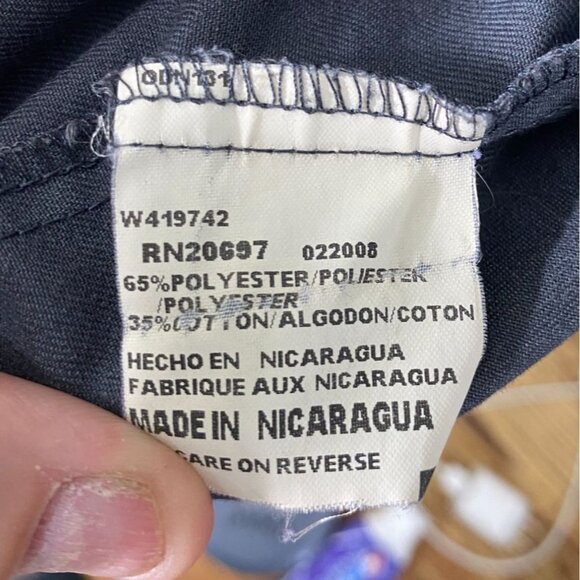 ODN131
W419742
RN20697 022008
65%POLYESTER/POLIESTER
/POLYESTER
35%COTTON/ALGODON/COTON
HECHO EN NICARAGUA
FABRIQUE AUX NICARAGUA
MADE IN NICARAGUA
CARE ON REVERSE